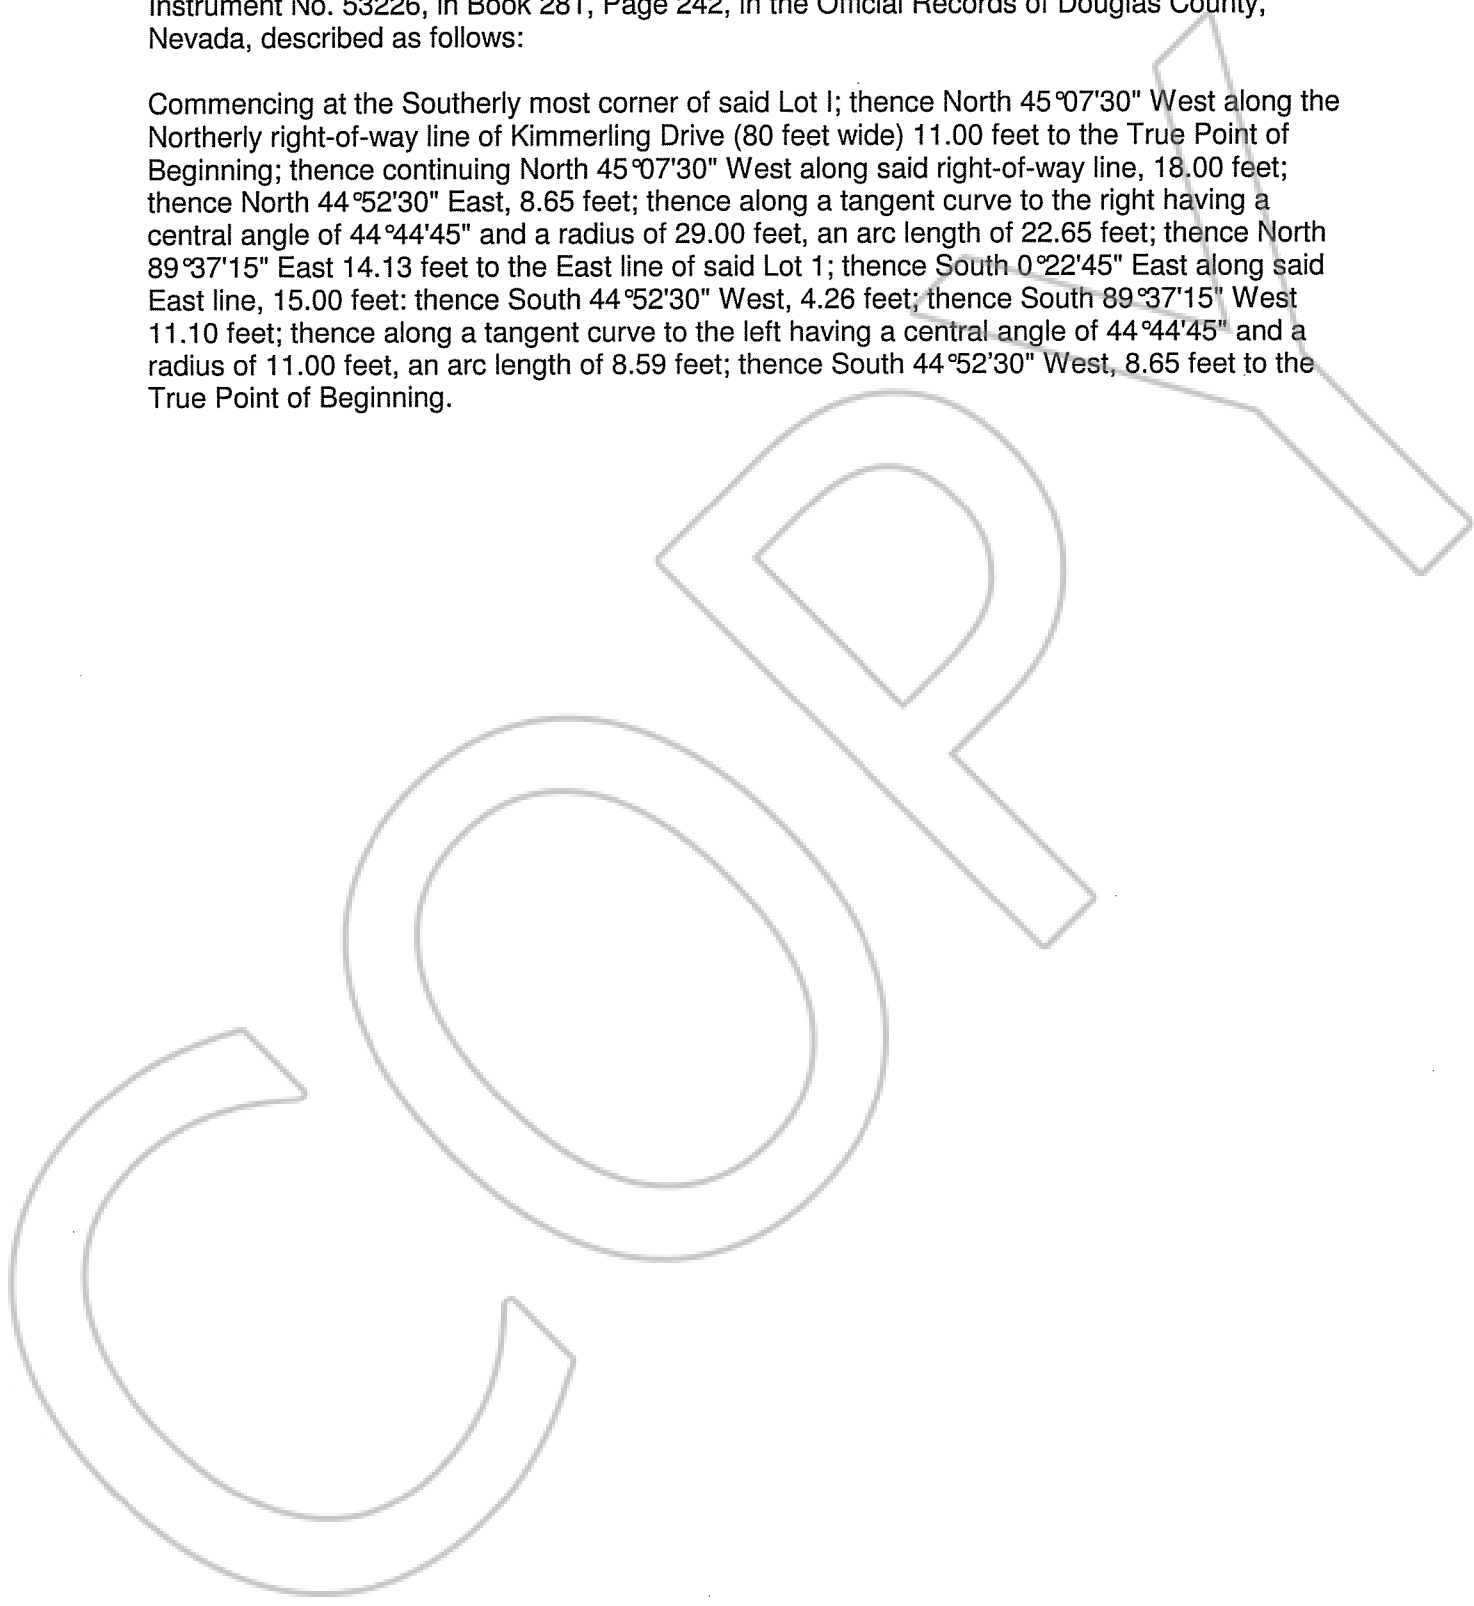 Instrument No. 53226, in Book 281, Page 242, in the Official Records of Douglas County,
Nevada, described as follows:
Commencing at the Southerly most corner of said Lot I; thence North 45°07'30" West along the
Northerly right-of-way line of Kimmerling Drive (80 feet wide) 11.00 feet to the True Point of
Beginning; thence continuing North 45°07'30" West along said right-of-way line, 18.00 feet;
thence North 44°52'30" East, 8.65 feet; thence along a tangent curve to the right having a
central angle of 44°44'45" and a radius of 29.00 feet, an arc length of 22.65 feet; thence North
89°37'15" East 14.13 feet to the East line of said Lot 1; thence South 0°22'45" East along said
East line, 15.00 feet: thence South 44°52'30" West, 4.26 feet; thence South 89°37'15" West
11.10 feet; thence along a tangent curve to the left having a central angle of 44°44'45" and a
radius of 11.00 feet, an arc length of 8.59 feet; thence South 44°52'30" West, 8.65 feet to the
True Point of Beginning.
COPY